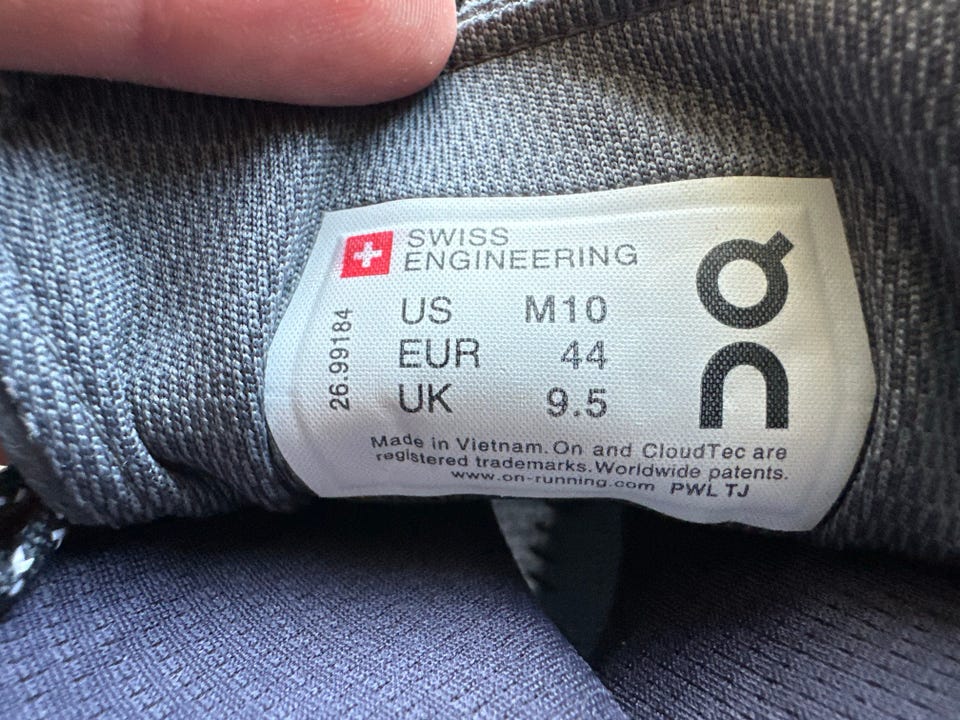 SWISS
ENGINEERING
US M10
EUR 44
UK 9.5
26.99184
On
Made in Vietnam. On and CloudTec are
registered trademarks. Worldwide patents.
www.on-running.com PWL TJ